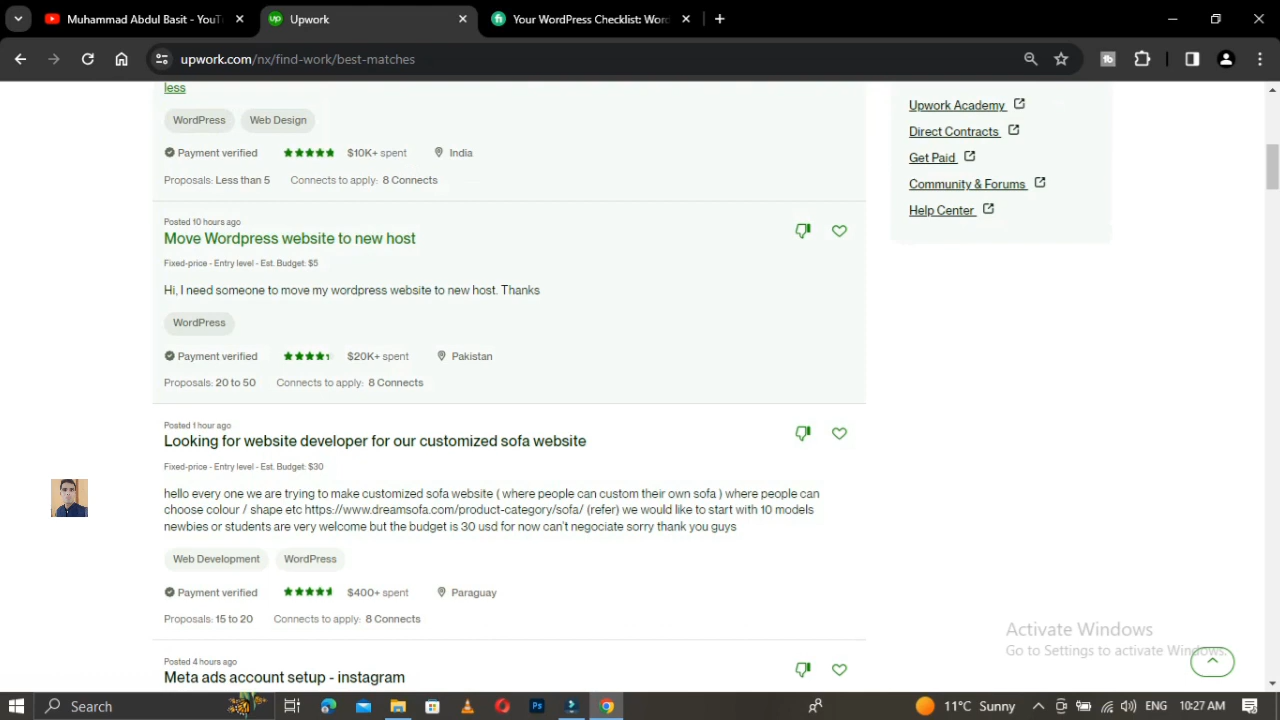 Muhammad Abdul Basit - YouT
Upwork
Your WordPress Checklist: Word
upwork.com/nx/find-work/best-matches
less
WordPress
Web Design
Payment verified
$10K+ spent
India
Proposals: Less than 5
Connects to apply: 8 Connects
Posted 10 hours ago
Move Wordpress website to new host
Fixed-price - Entry level - Est. Budget: $5
Hi, I need someone to move my wordpress website to new host. Thanks
WordPress
Payment verified
$20K+ spent
Pakistan
Proposals: 20 to 50
Connects to apply: 8 Connects
Posted 1 hour ago
Looking for website developer for our customized sofa website
Fixed-price - Entry level - Est. Budget: $30
hello every one we are trying to make customized sofa website ( where people can custom their own sofa ) where people can
choose colour / shape etc https://www.dreamsofa.com/product-category/sofa/ (refer) we would like to start with 10 models
newbies or students are very welcome but the budget is 30 usd for now can't negociate sorry thank you guys
Web Development
WordPress
Payment verified
$400+ spent
Paraguay
Proposals: 15 to 20
Connects to apply: 8 Connects
Posted 4 hours ago
Meta ads account setup - instagram
Upwork Academy
Direct Contracts
Get Paid
Community & Forums
Help Center
Activate Windows
Go to Settings to activate Windows.
Search
11°C Sunny
ENG
10:27 AM